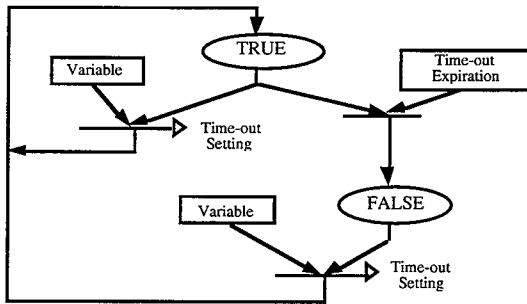 TRUE
Variable
Time-out
Expiration
Time-out
Setting
FALSE
Variable
Time-out
Setting